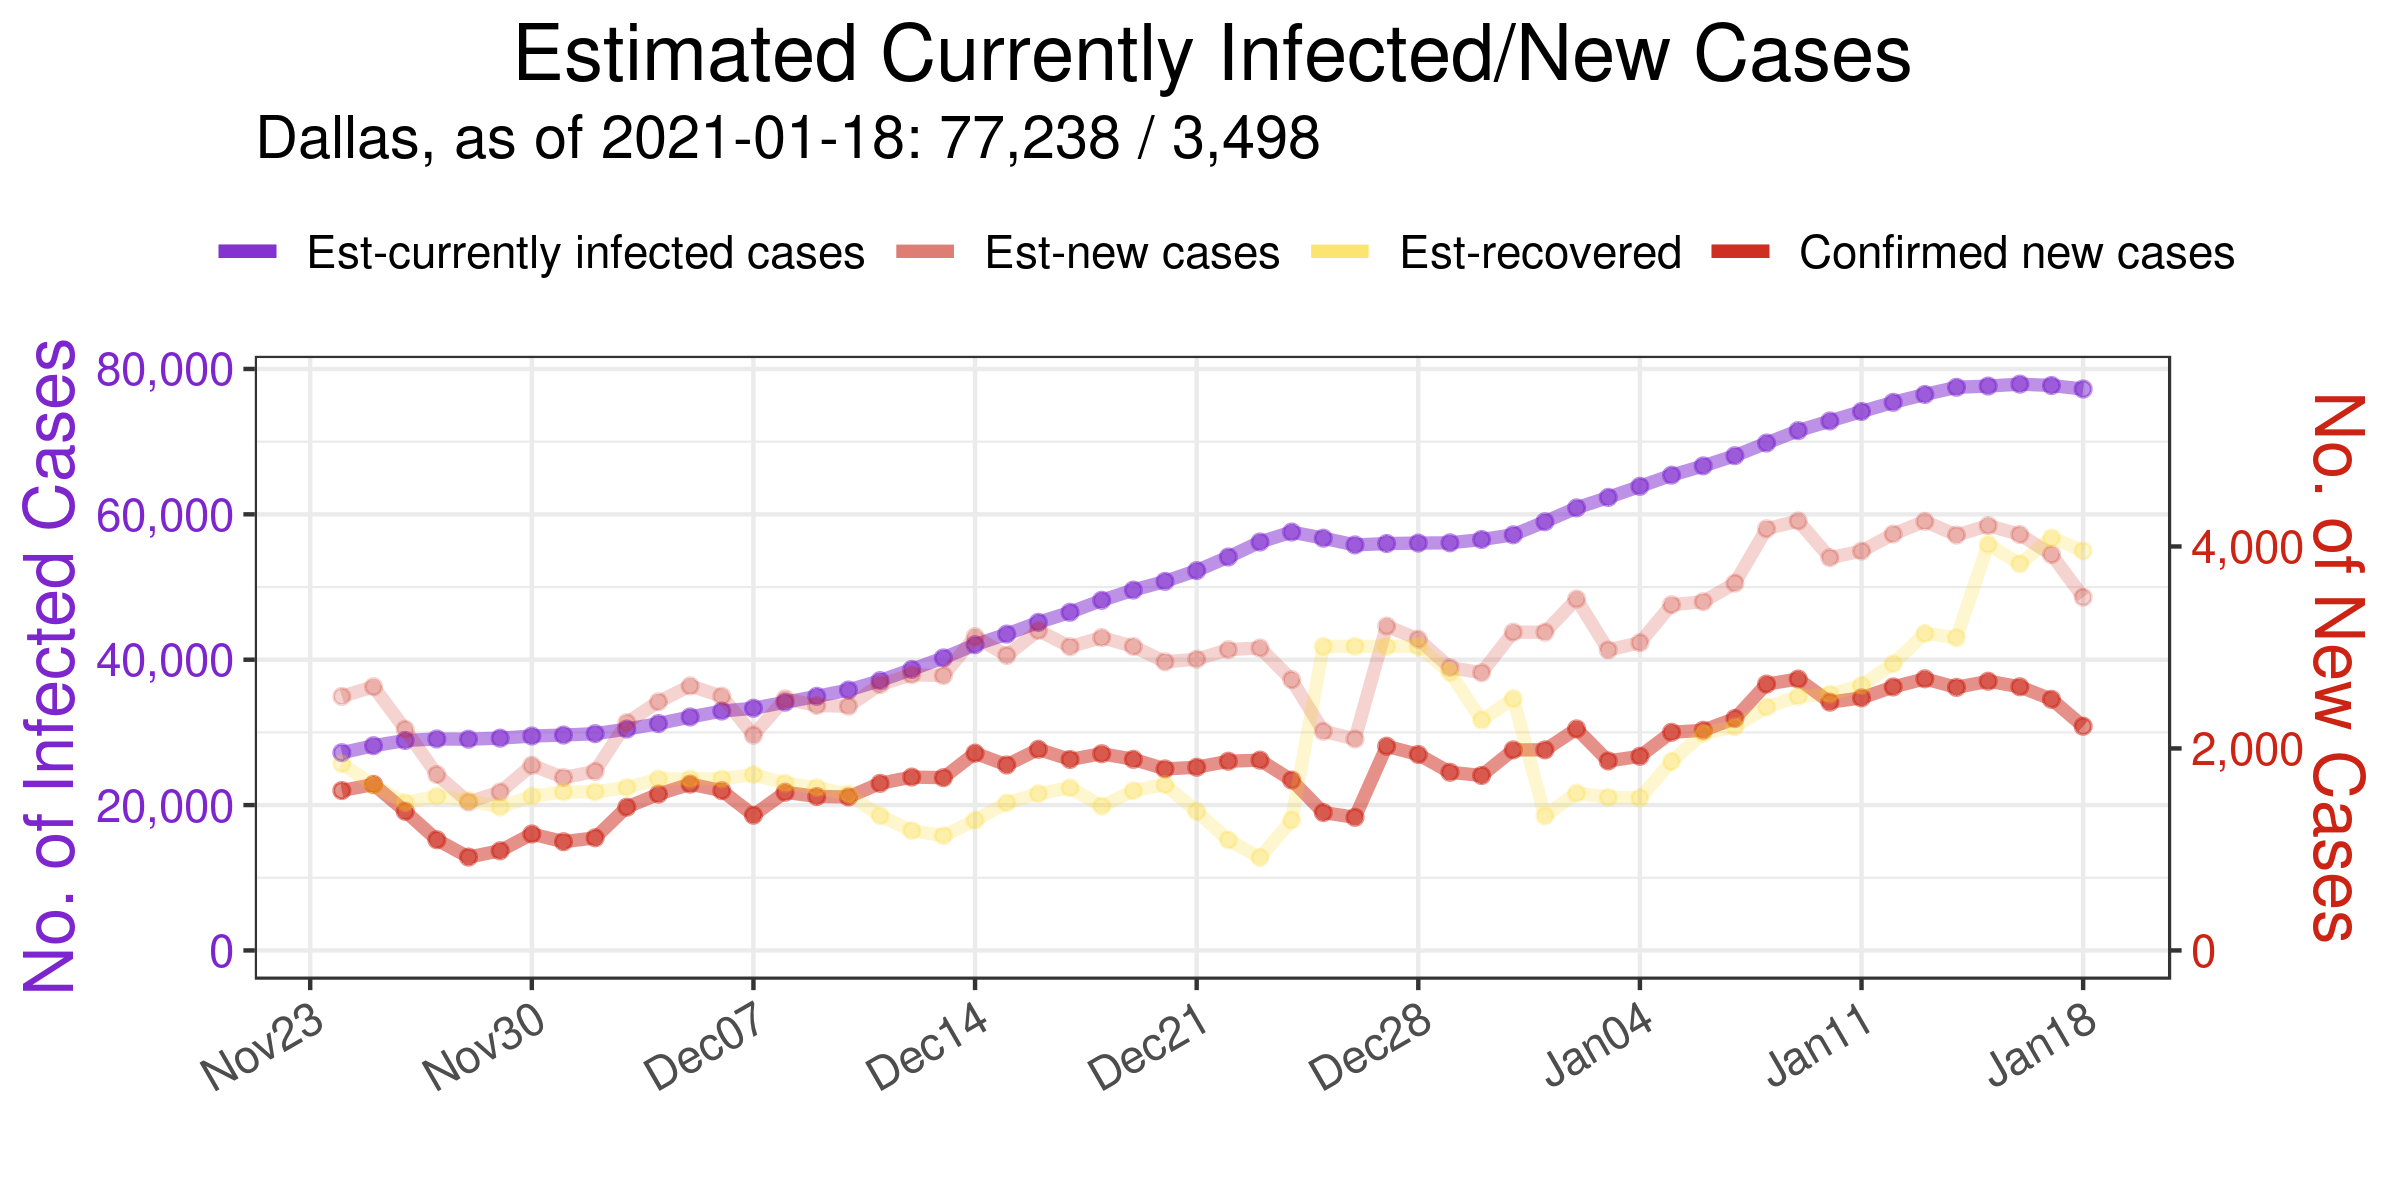 Estimated Currently Infected/New Cases
Dallas, as of 2021-01-18: 77,238 / 3,498
Est-currently infected cases Est-new cases Est-recovered Confirmed new cases
No. of Infected Cases
80,000
60,000
40,000
20,000
0
No. of New Cases
4,000
2,000
0
Nov23 Nov30 Dec07 Dec14 Dec21 Dec28 Jan04 Jan11 Jan18